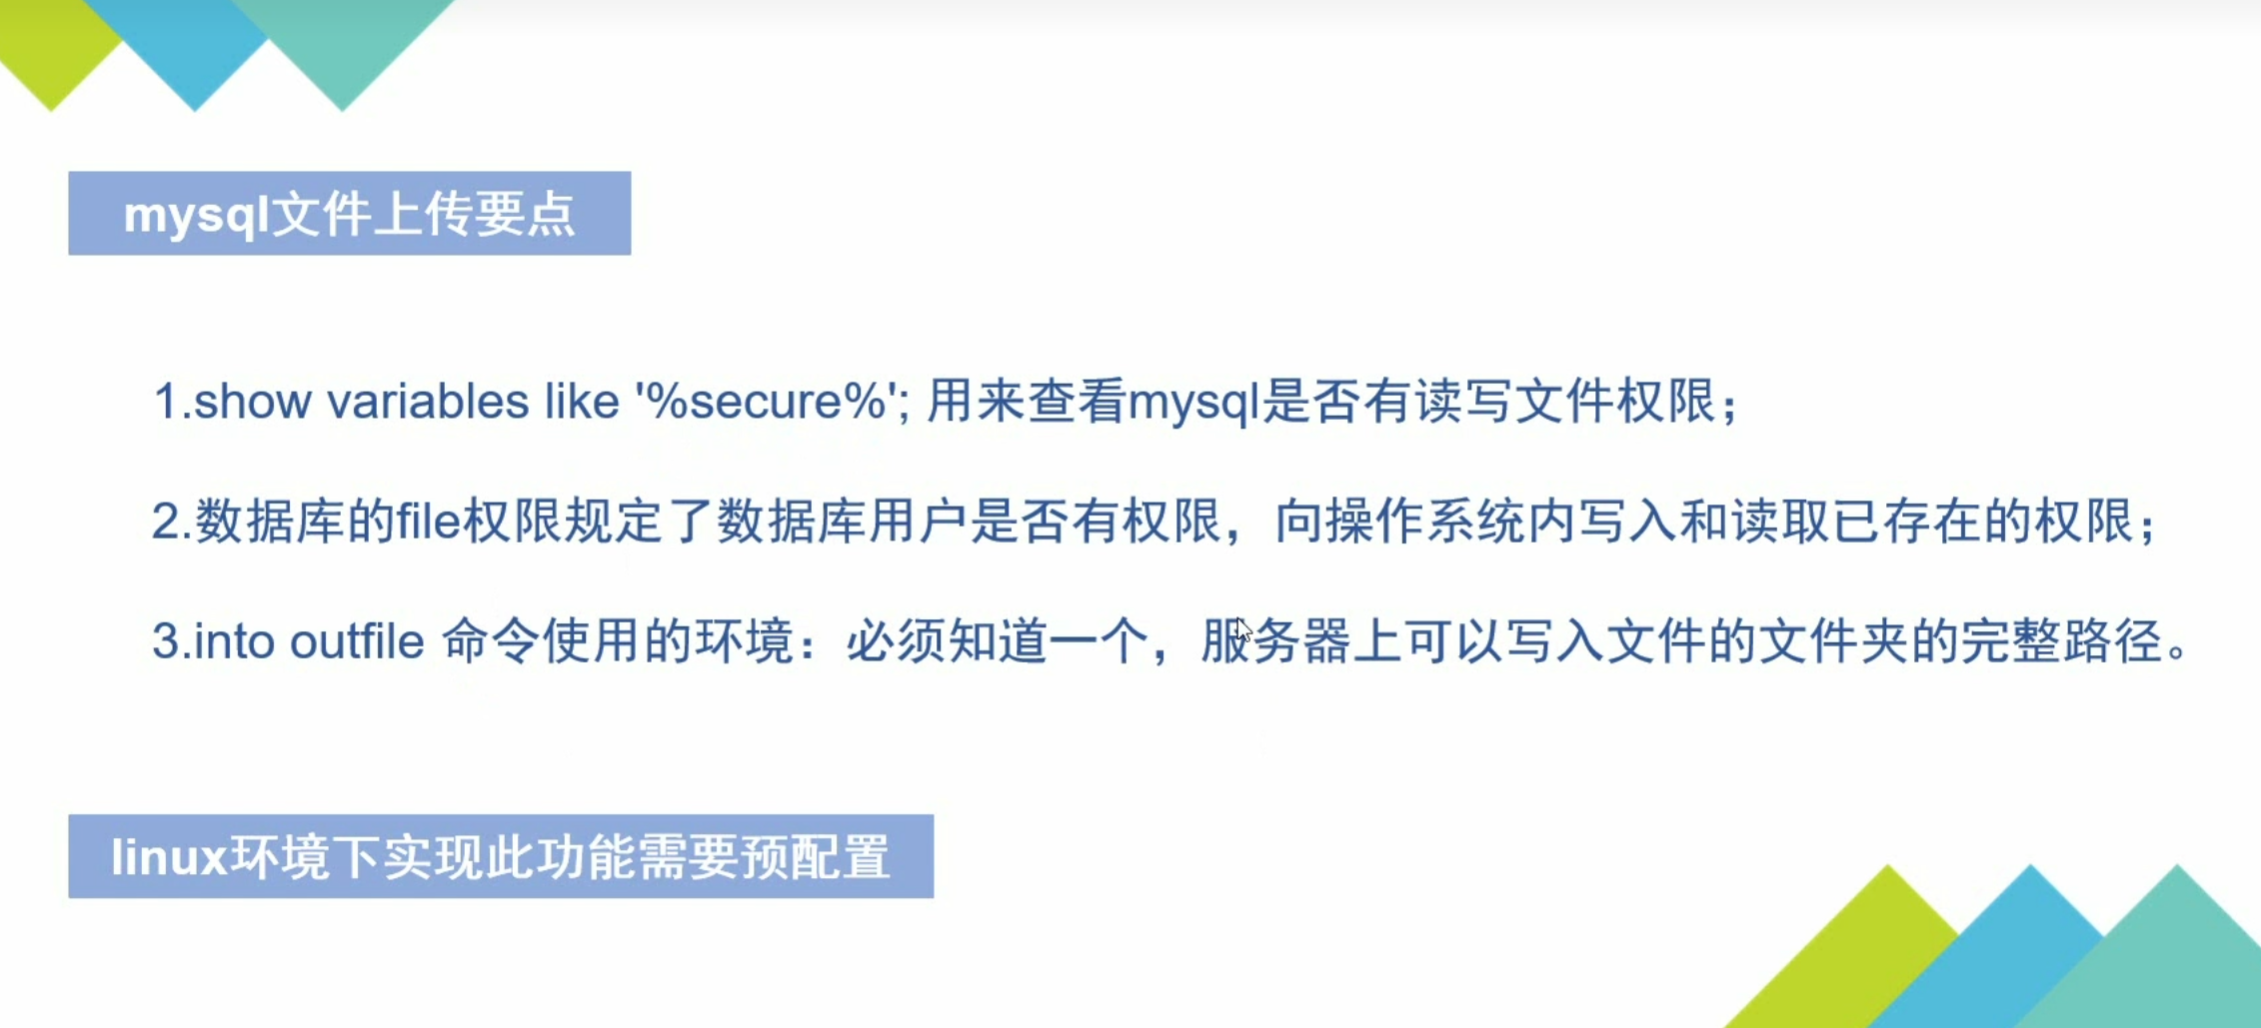 mysql文件上传要点
1.show variables like '%secure%'; 用来查看mysql是否有读写文件权限；
2.数据库的file权限规定了数据库用户是否有权限，向操作系统内写入和读取已存在的权限；
3.into outfile 命令使用的环境：必须知道一个，服务器上可以写入文件的文件夹的完整路径。
linux环境下实现此功能需要预配置